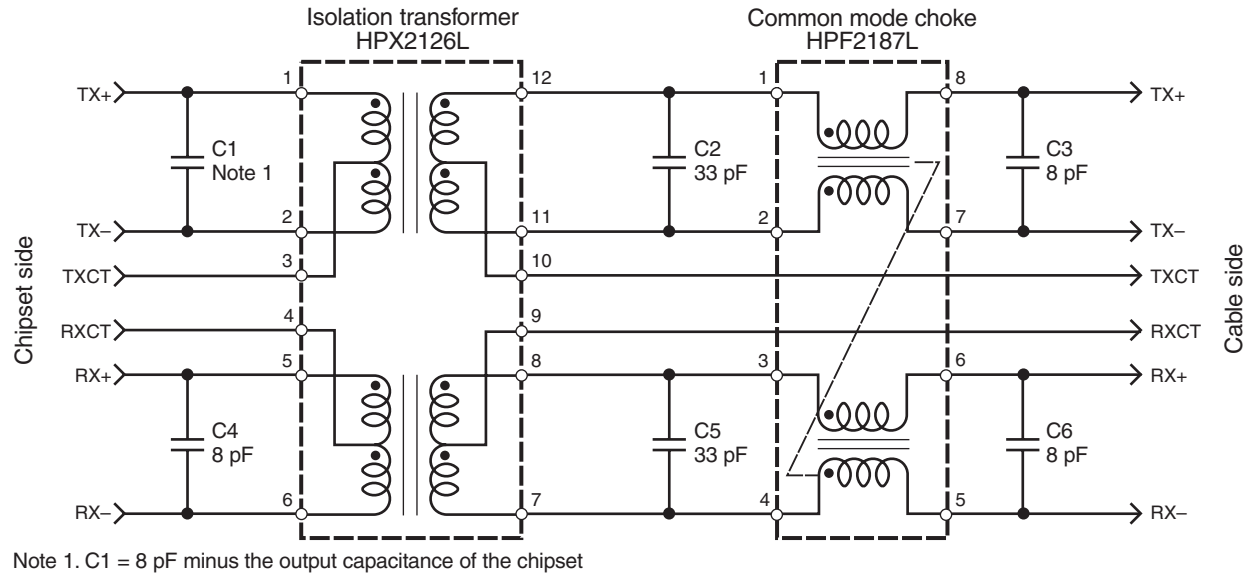 Isolation transformer
HPX2126L
Common mode choke
HPF2187L
Chipset side
Cable side
TX+
1
12
1
8
TX+
C1
Note 1
C2
33 pF
C3
8 pF
TX–
2
11
2
7
TX–
TXCT
3
10
TXCT
RXCT
4
9
RXCT
RX+
5
8
3
6
RX+
C4
8 pF
C5
33 pF
C6
8 pF
RX–
6
7
4
5
RX–
Note 1. C1 = 8 pF minus the output capacitance of the chipset